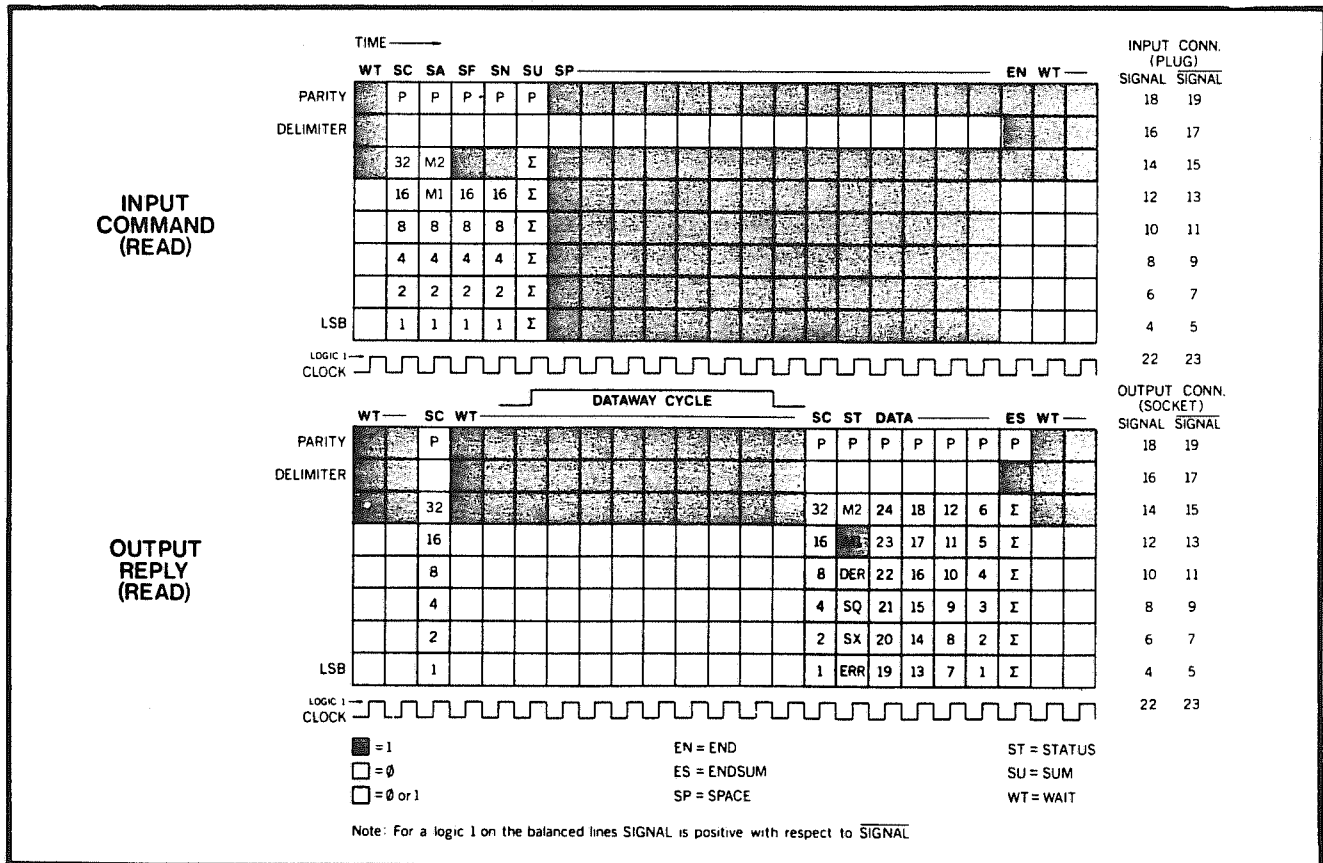 TIME
INPUT CONN.
(PLUG)
SIGNAL SIGNAL
WT SC SA SF SN SU SP EN WT
PARITY P P P P P 18 19
DELIMITER 16 17
32 M2 Σ 14 15
INPUT
COMMAND
(READ)
16 M1 16 16 Σ 12 13
8 8 8 8 Σ 10 11
4 4 4 4 Σ 8 9
2 2 2 2 Σ 6 7
LSB 1 1 1 1 Σ 4 5
LOGIC 1
CLOCK 22 23
DATAWAY CYCLE
OUTPUT CONN.
(SOCKET)
SIGNAL SIGNAL
WT SC WT SC ST DATA ES WT
PARITY P P P P P P P P 18 19
DELIMITER 16 17
32 32 M2 24 18 12 6 Σ 14 15
OUTPUT
REPLY
(READ)
16 16 23 17 11 5 Σ 12 13
8 8 DER 22 16 10 4 Σ 10 11
4 4 SQ 21 15 9 3 Σ 8 9
2 2 SX 20 14 8 2 Σ 6 7
LSB 1 1 ERR 19 13 7 1 Σ 4 5
LOGIC 1
CLOCK 22 23
=1 EN = END ST = STATUS
=Ø ES = ENDSUM SU = SUM
=Ø or 1 SP = SPACE WT = WAIT
Note: For a logic 1 on the balanced lines SIGNAL is positive with respect to SIGNAL